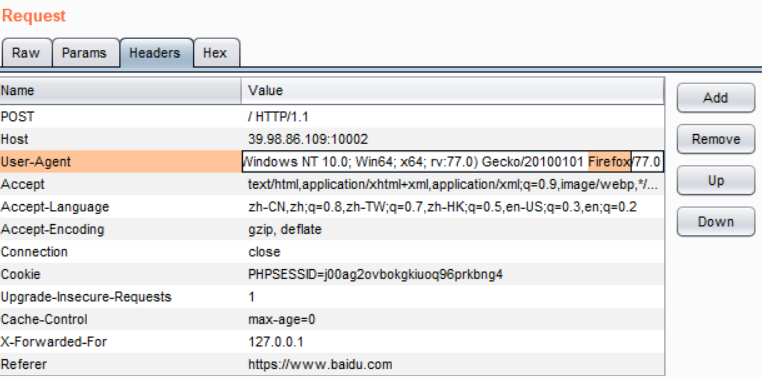 Request
Raw Params Headers Hex
Name Value
POST / HTTP/1.1
Host 39.98.86.109:10002
User-Agent Windows NT 10.0; Win64; x64; rv:77.0) Gecko/20100101 Firefox/77.0
Accept text/html,application/xhtml+xml,application/xml;q=0.9,image/webp,*/...
Accept-Language zh-CN,zh;q=0.8,zh-TW;q=0.7,zh-HK;q=0.5,en-US;q=0.3,en;q=0.2
Accept-Encoding gzip, deflate
Connection close
Cookie PHPSESSID=j00ag2ovbokgkiuoq96prkbng4
Upgrade-Insecure-Requests 1
Cache-Control max-age=0
X-Forwarded-For 127.0.0.1
Referer https://www.baidu.com
Add
Remove
Up
Down